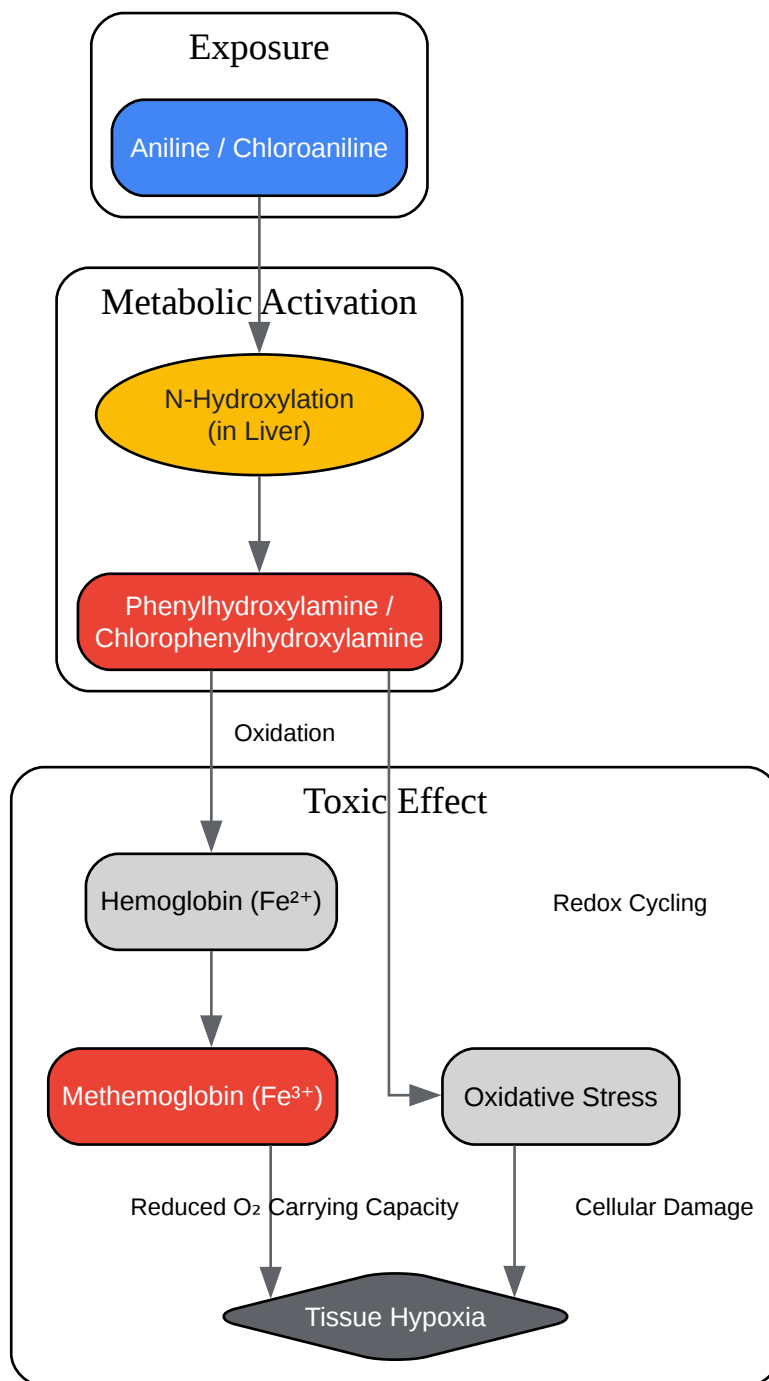 Exposure
Aniline / Chloroaniline
Metabolic Activation
N-Hydroxylation
(in Liver)
Phenylhydroxylamine /
Chlorophenylhydroxylamine
Oxidation
Toxic Effect
Hemoglobin (Fe²⁺)
Redox Cycling
Methemoglobin (Fe³⁺)
Oxidative Stress
Reduced O₂ Carrying Capacity
Cellular Damage
Tissue Hypoxia